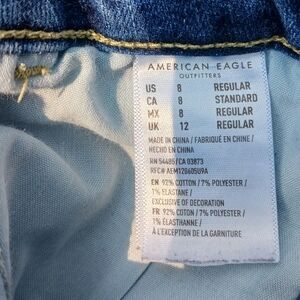 AMERICAN EAGLE
OUTFITTERS
US 8 REGULAR
CA 8 STANDARD
MX 8 REGULAR
UK 12 REGULAR
MADE IN CHINA / FABRIQUÉ EN CHINE /
HECHO EN CHINA
RN 54485/CA 03873
REC# AEM120605U9A
EN 92% COTTON / 7% POLYESTER /
1% ELASTANE /
EXCLUSIVE OF DECORATION
FR 92% COTON / 7% POLYESTER /
1% ÉLASTHANNE /
À L'EXCEPTION DE LA GARNITURE